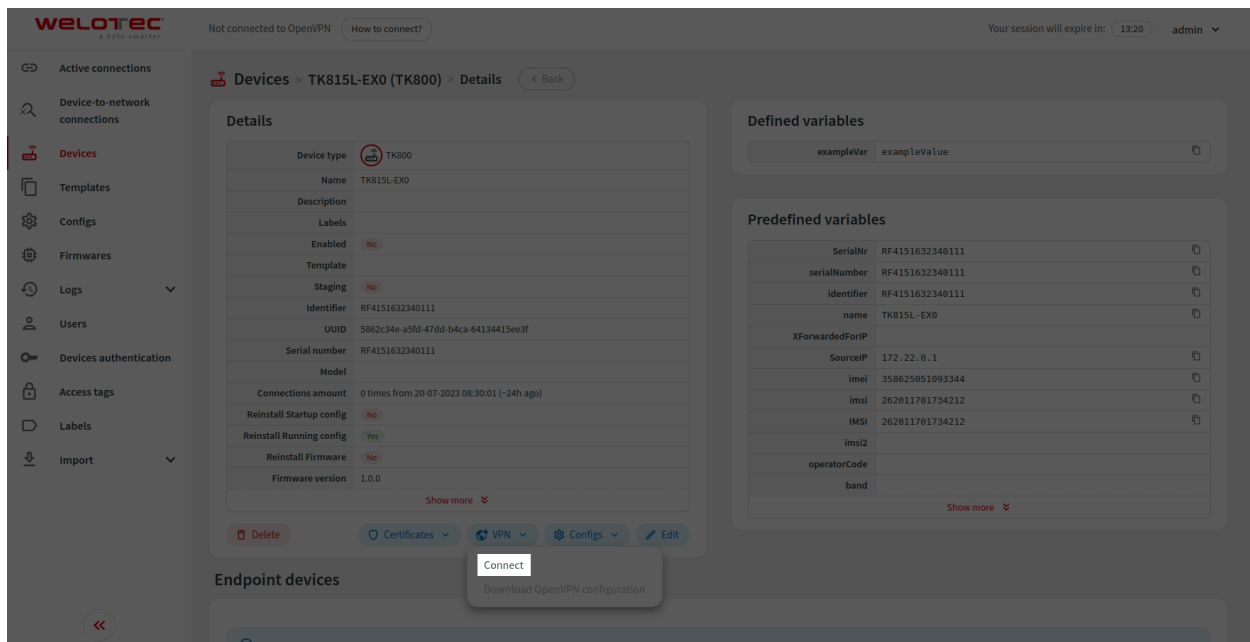 WELOTEC
a byte smarter
Not connected to OpenVPN
How to connect?
Your session will expire in: 13:20
admin
Active connections
Device-to-network
connections
Devices
Templates
Configs
Firmwares
Logs
Users
Devices authentication
Access tags
Labels
Import
Devices > TK815L-EX0 (TK800) > Details
Back
Details
Device type TK800
Name TK815L-EX0
Description
Labels
Enabled No
Template
Staging No
Identifier RF4151632340111
UUID 5862c34e-a5fd-47dd-b4ca-64134415ee3f
Serial number RF4151632340111
Model
Connections amount 0 times from 20-07-2023 08:30:01 (~24h ago)
Reinstall Startup config No
Reinstall Running config Yes
Reinstall Firmware No
Firmware version 1.0.0
Show more
Delete
Certificates
VPN
Configs
Edit
Connect
Download OpenVPN configuration
Endpoint devices
Defined variables
exampleVar exampleValue
Predefined variables
SerialNr RF4151632340111
serialNumber RF4151632340111
identifier RF4151632340111
name TK815L-EX0
XForwardedForIP
SourceIP 172.22.0.1
imei 358625051093344
imsi 262011701734212
IMSI 262011701734212
imsi2
operatorCode
band
Show more